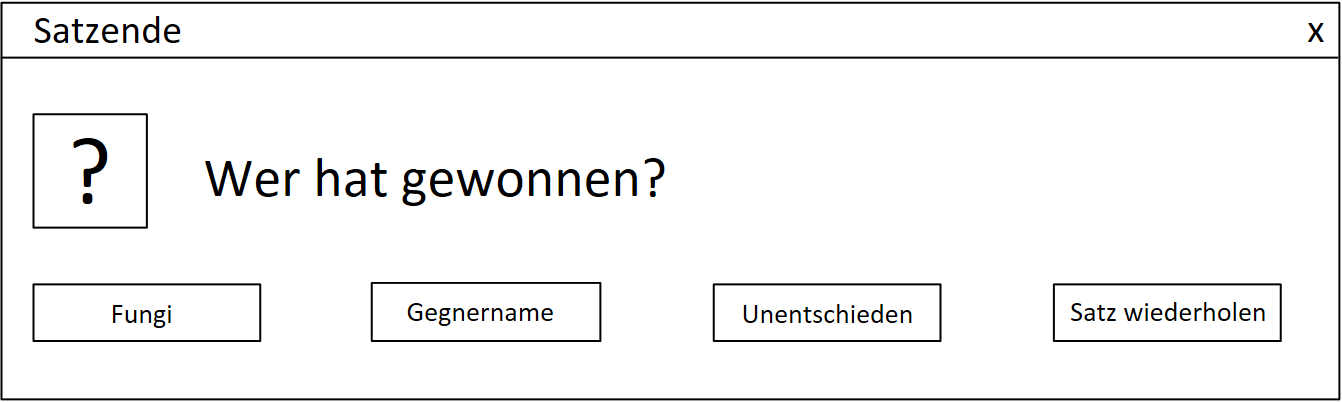 Satzende x
?
Wer hat gewonnen?
Fungi Gegnername Unentschieden Satz wiederholen